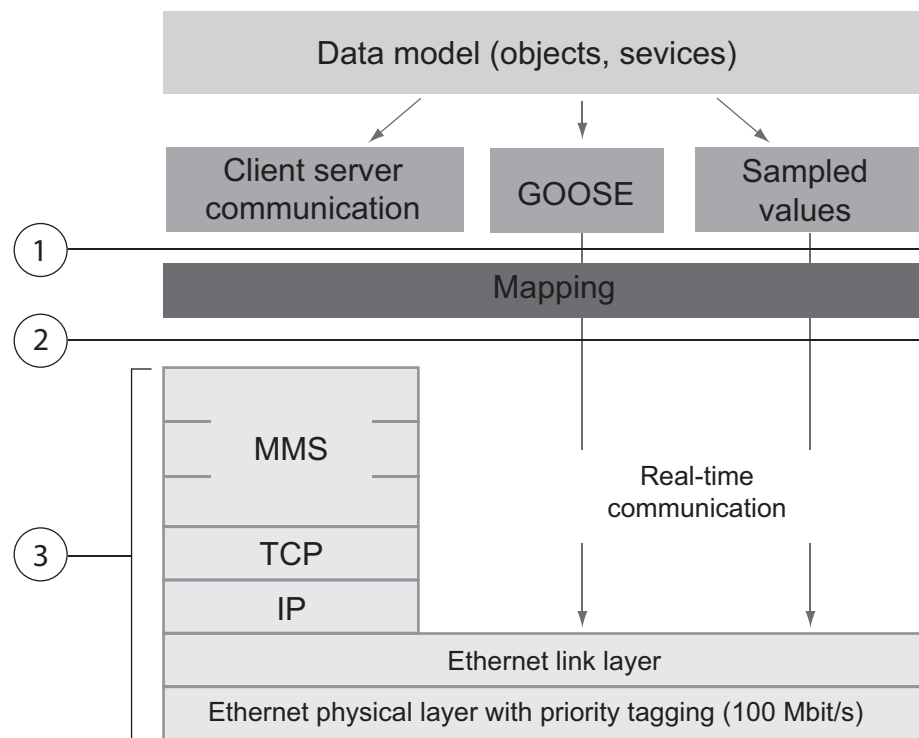 Data model (objects, sevices)
Client server
communication
GOOSE
Sampled
values
1
Mapping
2
MMS
Real-time
communication
3
TCP
IP
Ethernet link layer
Ethernet physical layer with priority tagging (100 Mbit/s)